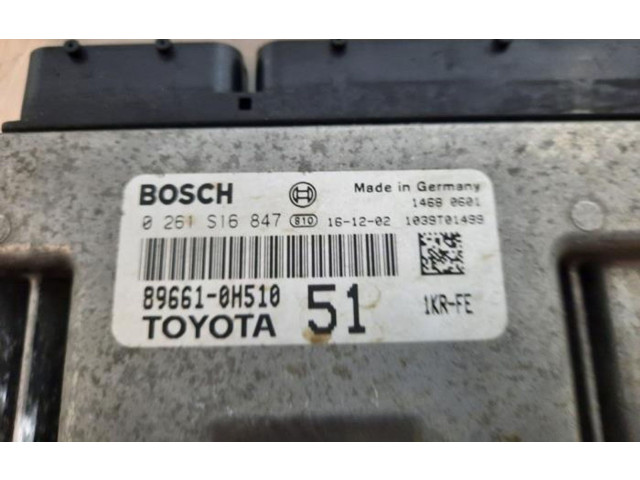 BOSCH Made in Germany
1468 0601
0 261 S16 847 810 16-12-02 1039T01499
89661-0H510
TOYOTA 51 1KR-FE